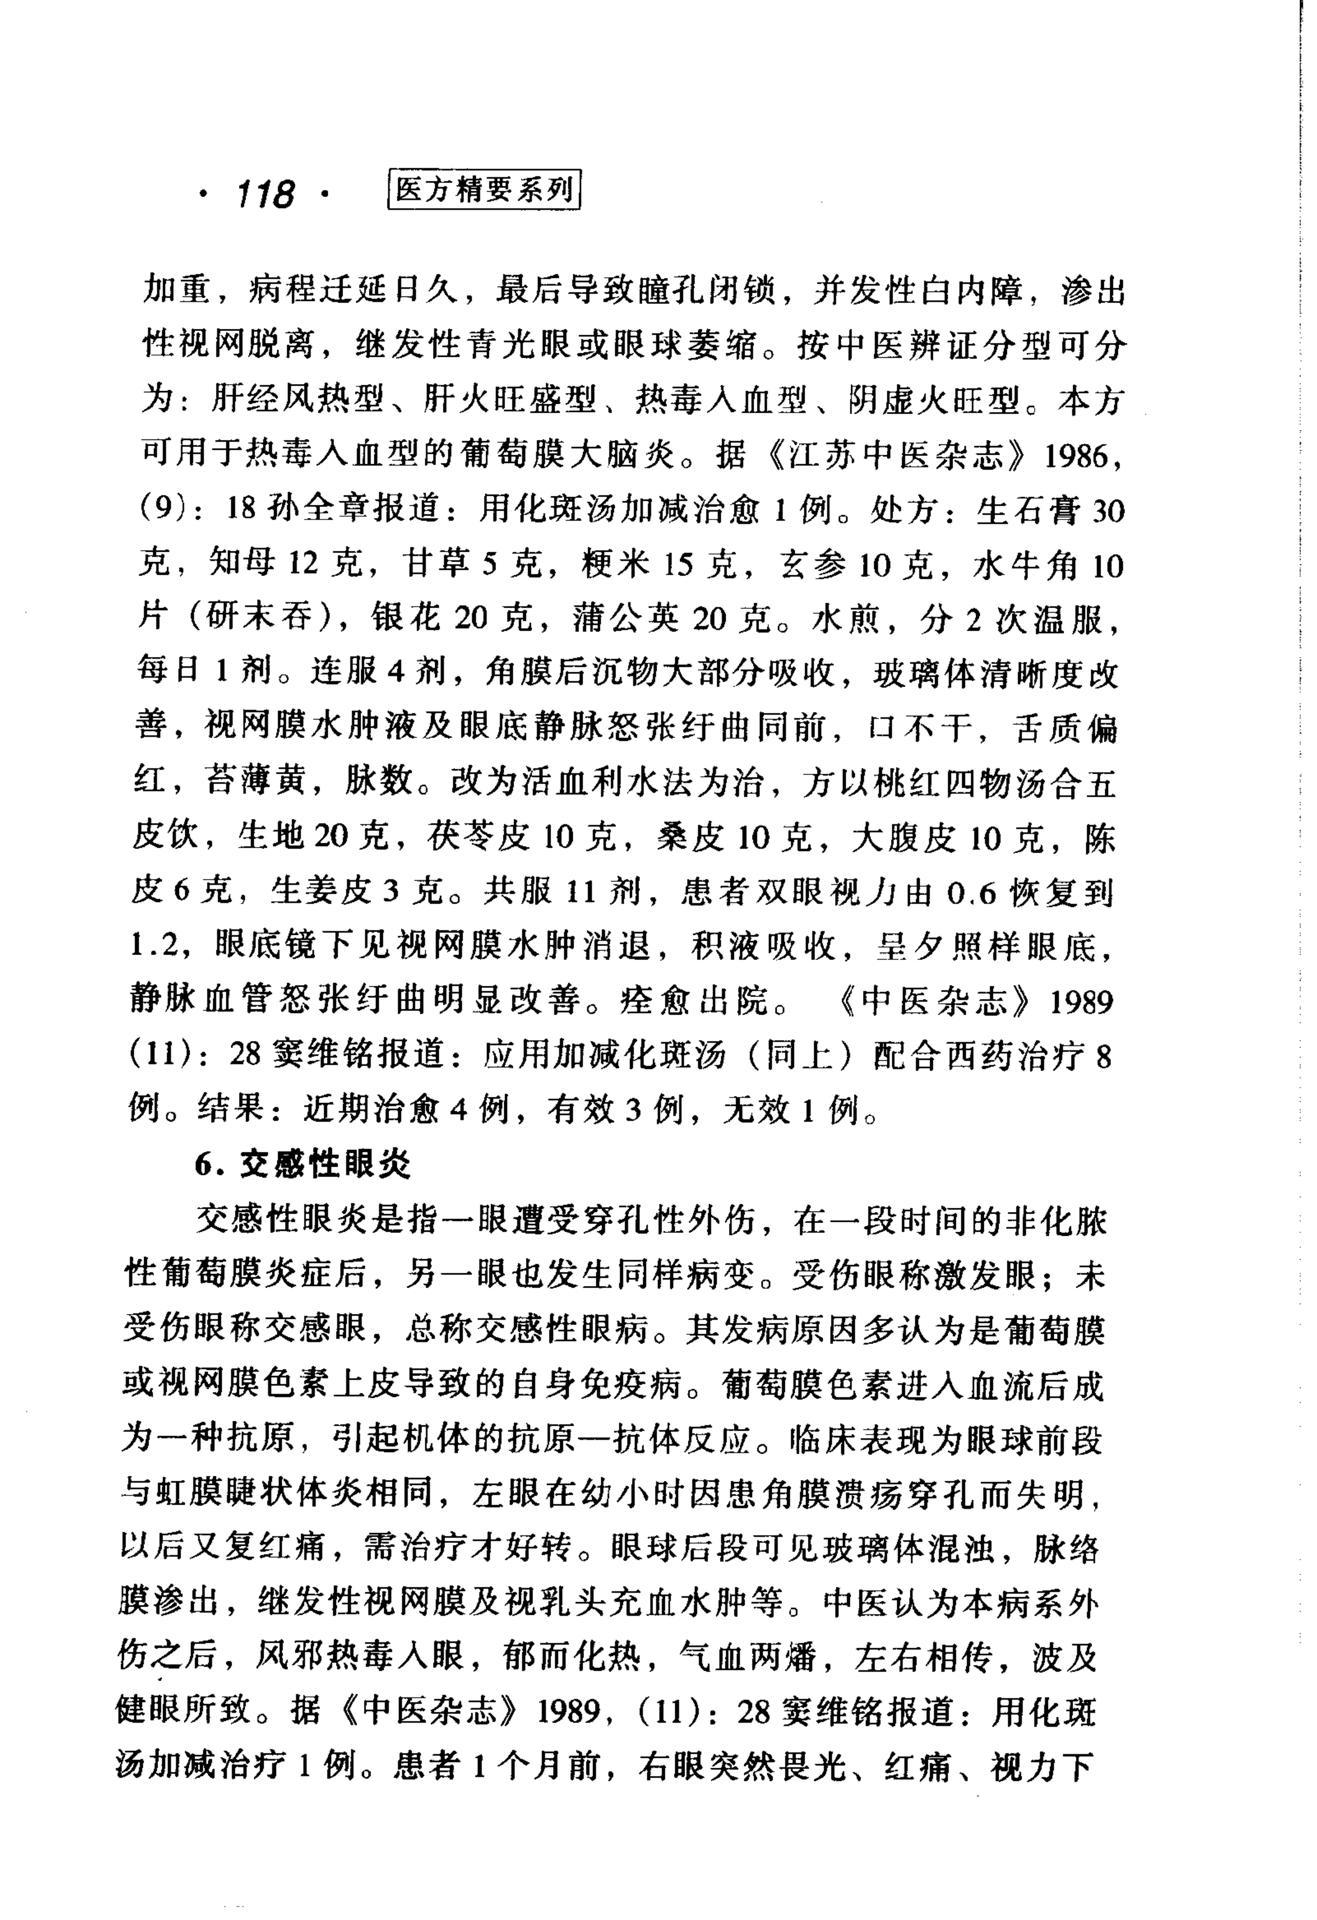 ·118· 医方精要系列
加重，病程迁延日久，最后导致瞳孔闭锁，并发性白内障，渗出
性视网脱离，继发性青光眼或眼球萎缩。按中医辨证分型可分
为：肝经风热型、肝火旺盛型、热毒入血型、阴虚火旺型。本方
可用于热毒入血型的葡萄膜大脑炎。据《江苏中医杂志》1986，
(9)：18 孙全章报道：用化斑汤加减治愈 1 例。处方：生石膏 30
克，知母 12 克，甘草 5 克，粳米 15 克，玄参 10 克，水牛角 10
片（研末吞），银花 20 克，蒲公英 20 克。水煎，分 2 次温服，
每日 1 剂。连服 4 剂，角膜后沉物大部分吸收，玻璃体清晰度改
善，视网膜水肿液及眼底静脉怒张纡曲同前，口不干，舌质偏
红，苔薄黄，脉数。改为活血利水法为治，方以桃红四物汤合五
皮饮，生地 20 克，茯苓皮 10 克，桑皮 10 克，大腹皮 10 克，陈
皮 6 克，生姜皮 3 克。共服 11 剂，患者双眼视力由 0.6 恢复到
1.2，眼底镜下见视网膜水肿消退，积液吸收，呈夕照样眼底，
静脉血管怒张纡曲明显改善。痊愈出院。《中医杂志》1989
(11)：28 窦维铭报道：应用加减化斑汤（同上）配合西药治疗 8
例。结果：近期治愈 4 例，有效 3 例，无效 1 例。
6. 交感性眼炎
交感性眼炎是指一眼遭受穿孔性外伤，在一段时间的非化脓
性葡萄膜炎症后，另一眼也发生同样病变。受伤眼称激发眼；未
受伤眼称交感眼，总称交感性眼病。其发病原因多认为是葡萄膜
或视网膜色素上皮导致的自身免疫病。葡萄膜色素进入血流后成
为一种抗原，引起机体的抗原—抗体反应。临床表现为眼球前段
与虹膜睫状体炎相同，左眼在幼小时因患角膜溃疡穿孔而失明，
以后又复红痛，需治疗才好转。眼球后段可见玻璃体混浊，脉络
膜渗出，继发性视网膜及视乳头充血水肿等。中医认为本病系外
伤之后，风邪热毒入眼，郁而化热，气血两燔，左右相传，波及
健眼所致。据《中医杂志》1989，(11)：28 窦维铭报道：用化斑
汤加减治疗 1 例。患者 1 个月前，右眼突然畏光、红痛、视力下